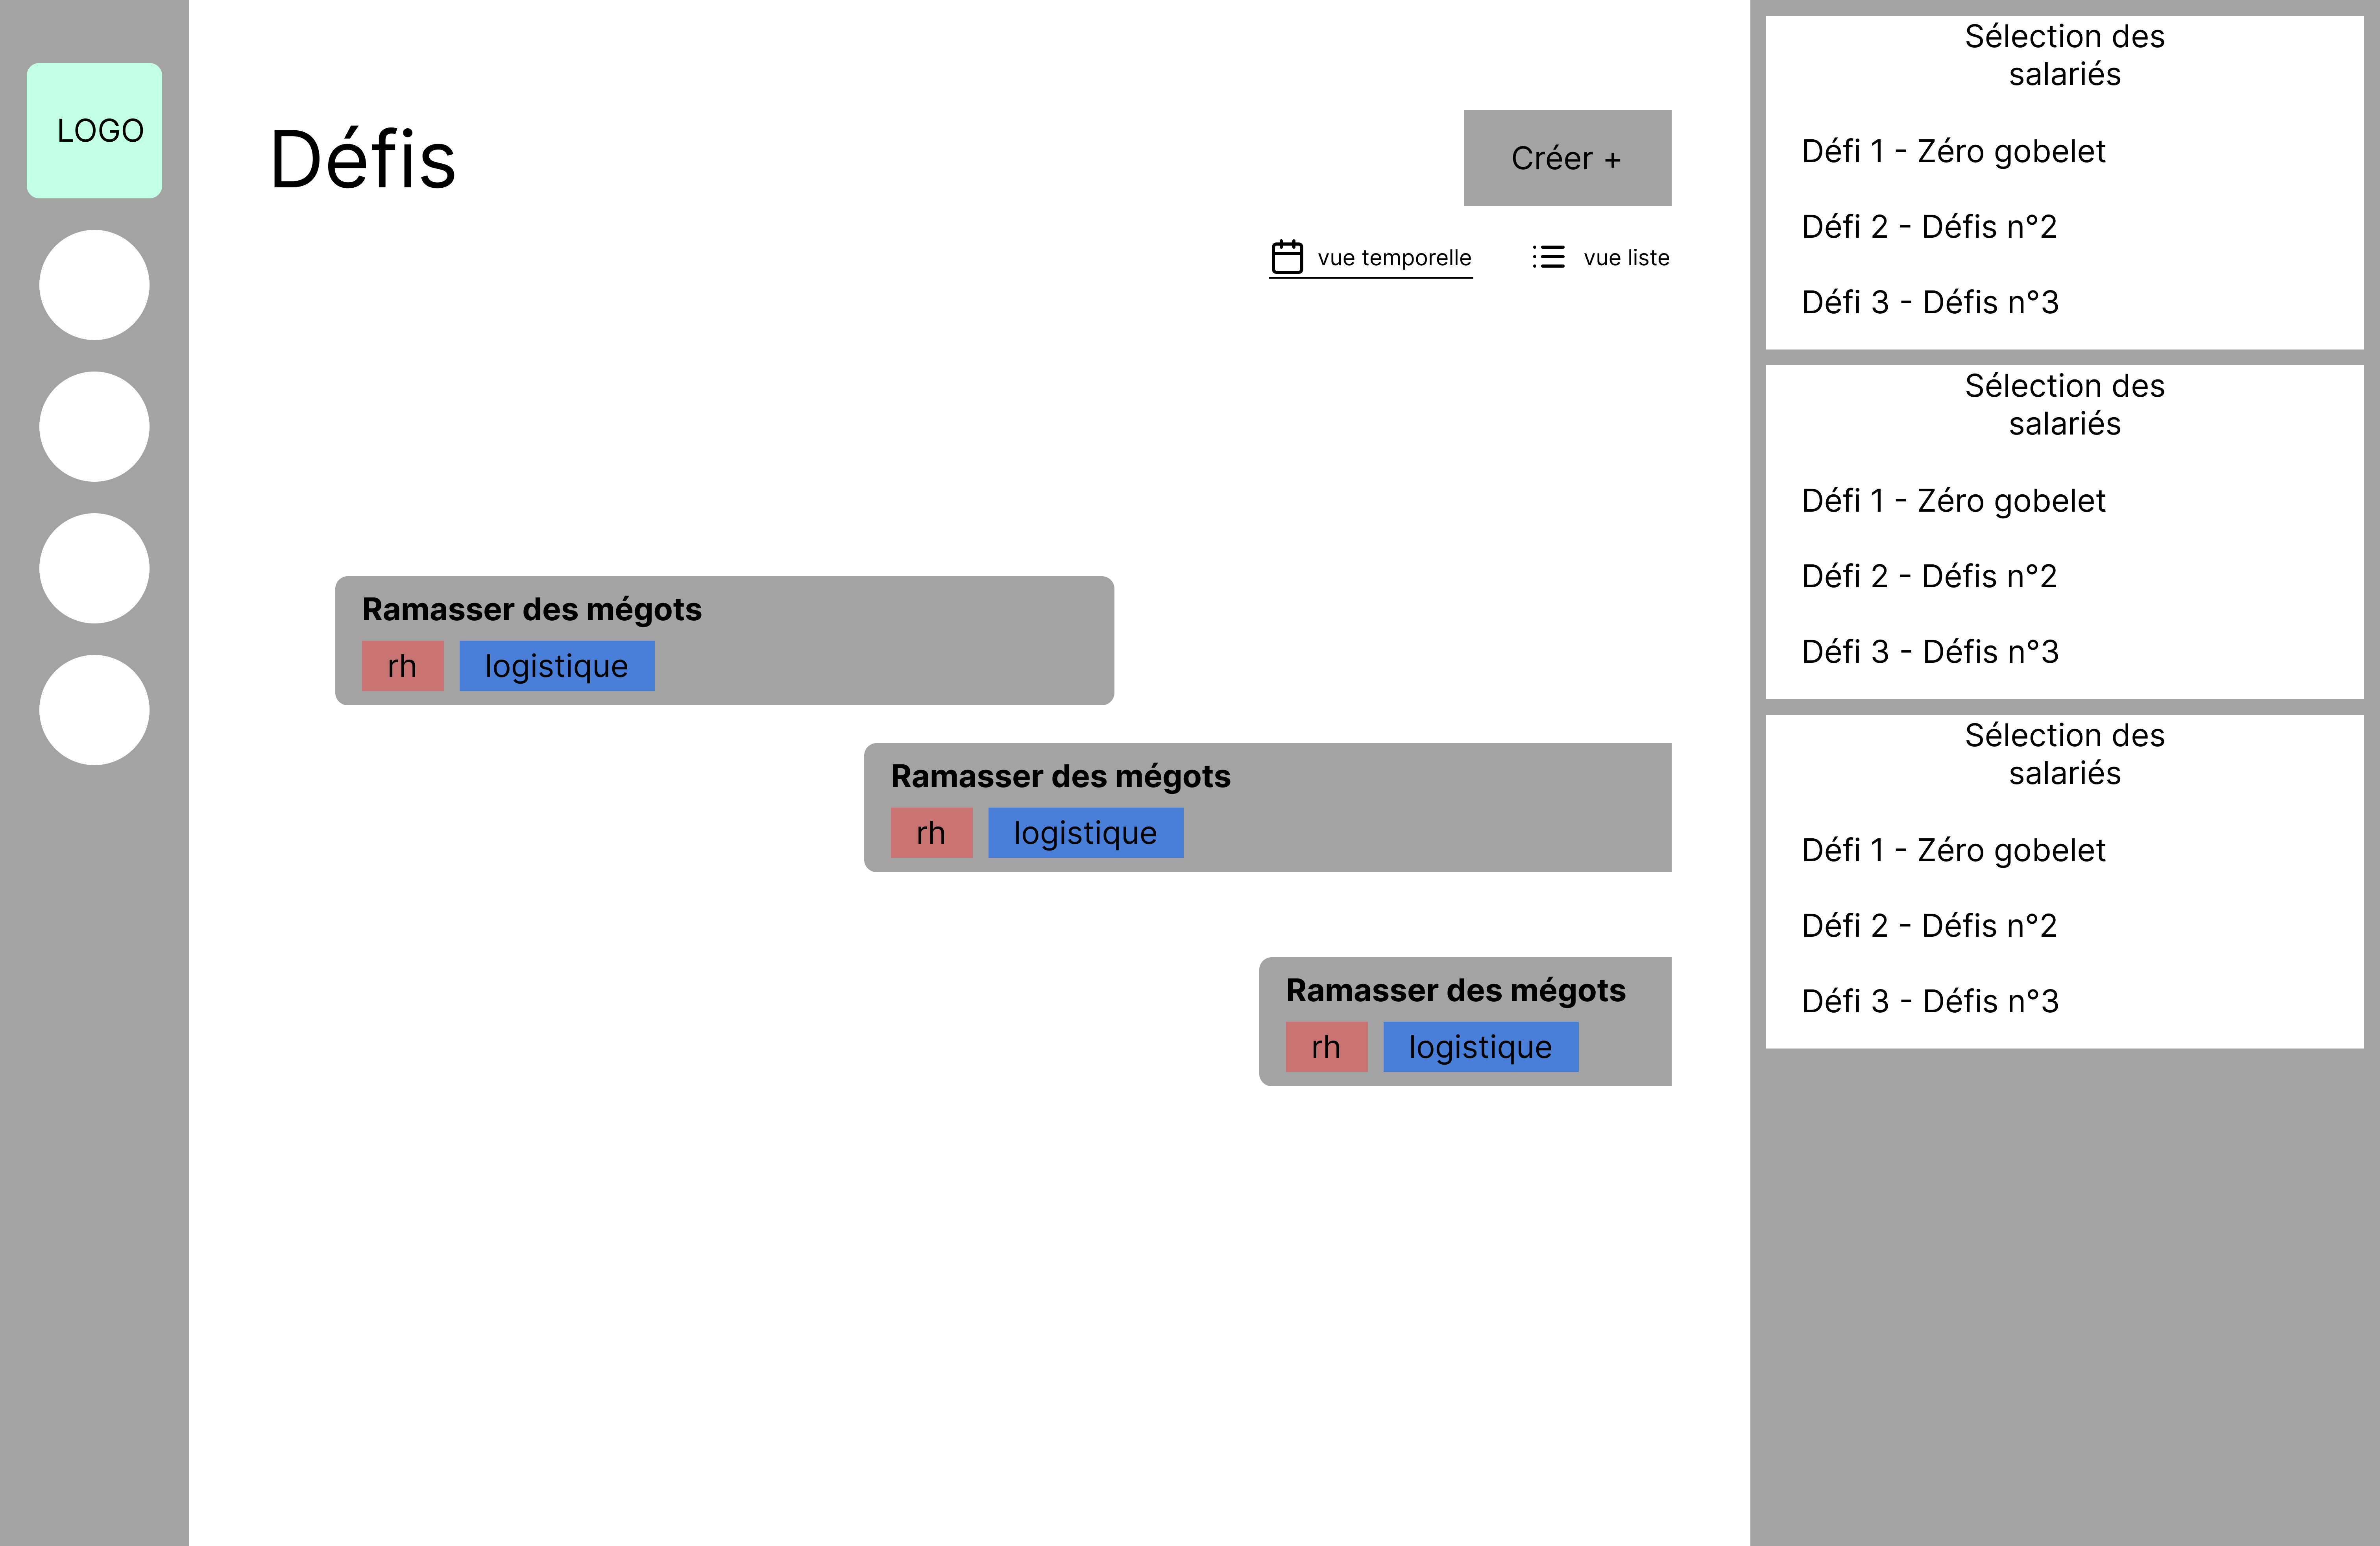 LOGO
Défis
Créer +
vue temporelle
vue liste
Ramasser des mégots
rh
logistique
Ramasser des mégots
rh
logistique
Ramasser des mégots
rh
logistique
Sélection des
salariés
Défi 1 - Zéro gobelet
Défi 2 - Défis n°2
Défi 3 - Défis n°3
Sélection des
salariés
Défi 1 - Zéro gobelet
Défi 2 - Défis n°2
Défi 3 - Défis n°3
Sélection des
salariés
Défi 1 - Zéro gobelet
Défi 2 - Défis n°2
Défi 3 - Défis n°3